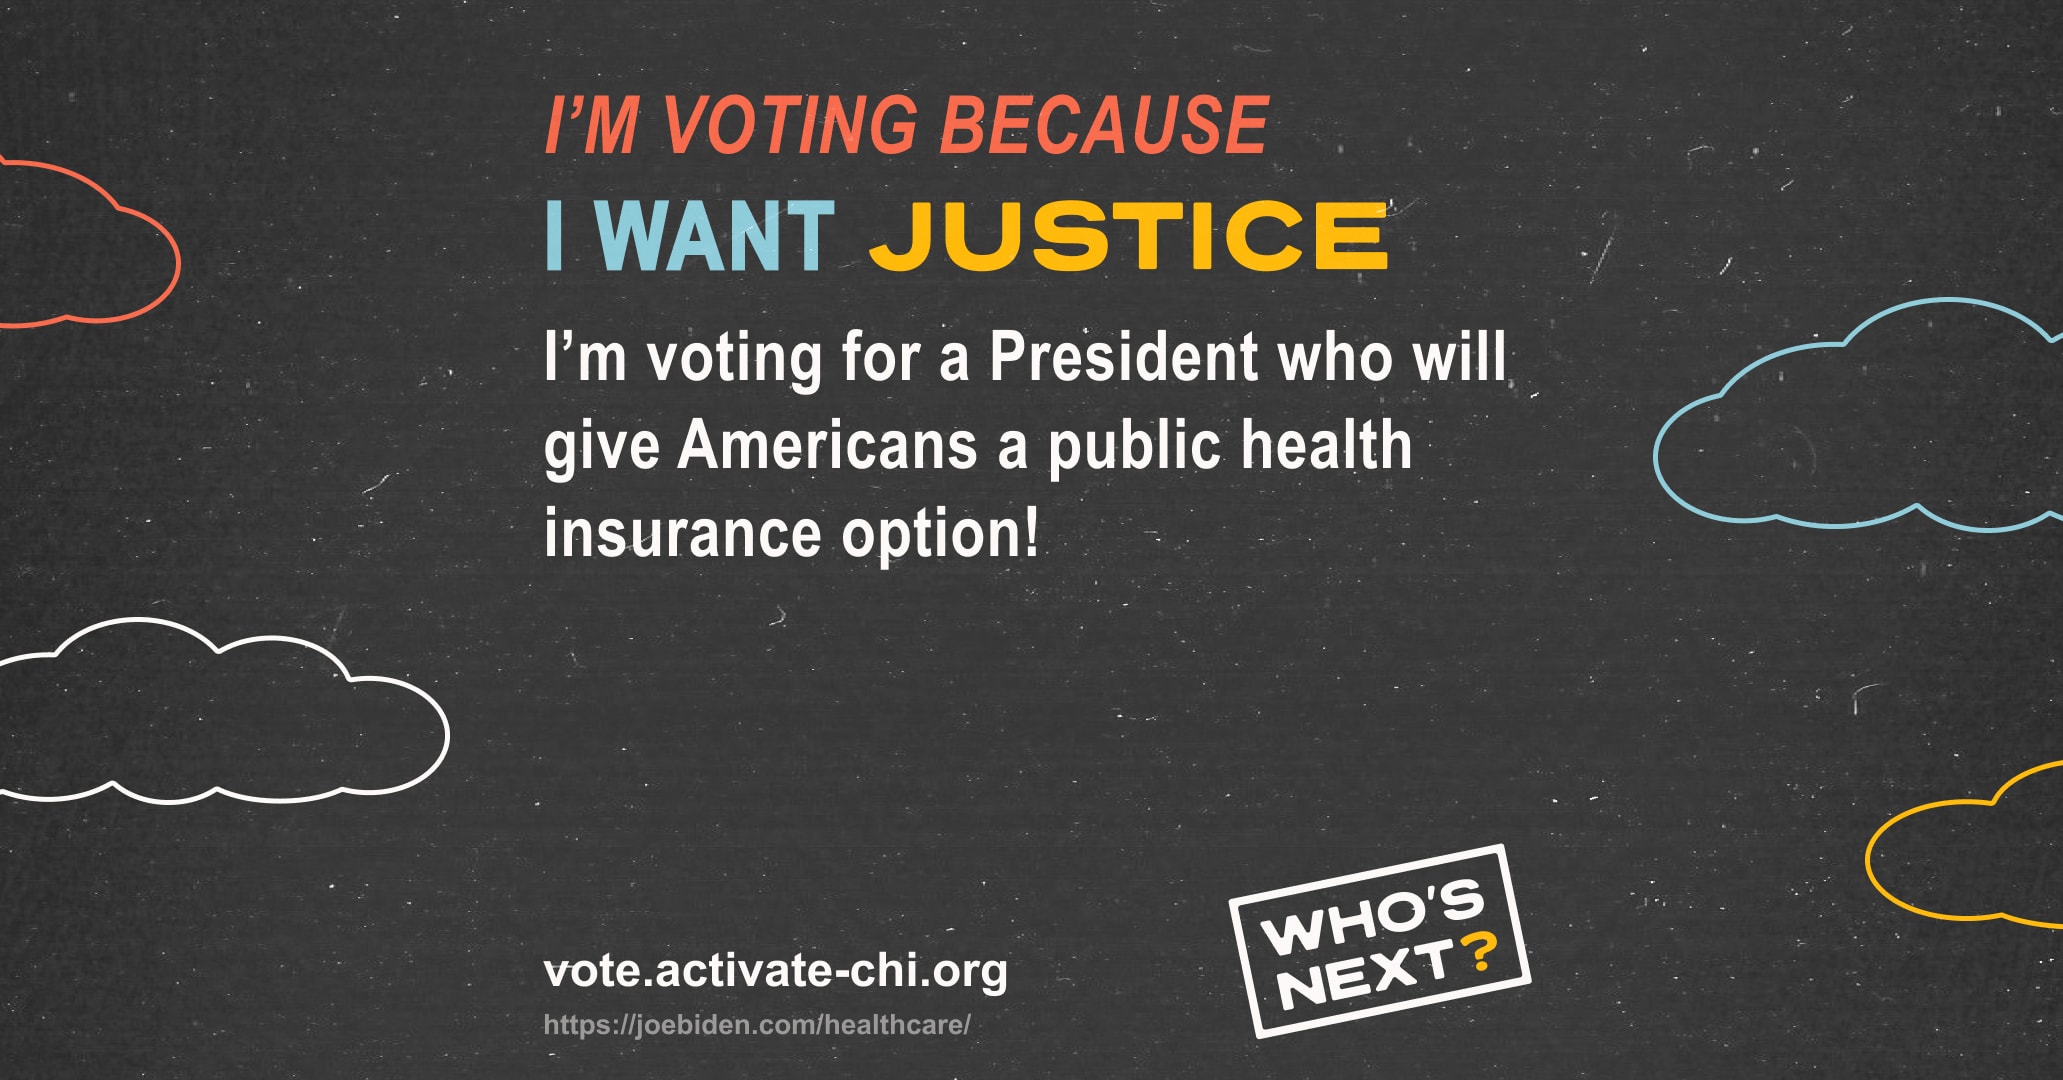 I’M VOTING BECAUSE
I WANT JUSTICE
I’m voting for a President who will
give Americans a public health
insurance option!
vote.activate-chi.org
https://joebiden.com/healthcare/
WHO’S
NEXT?